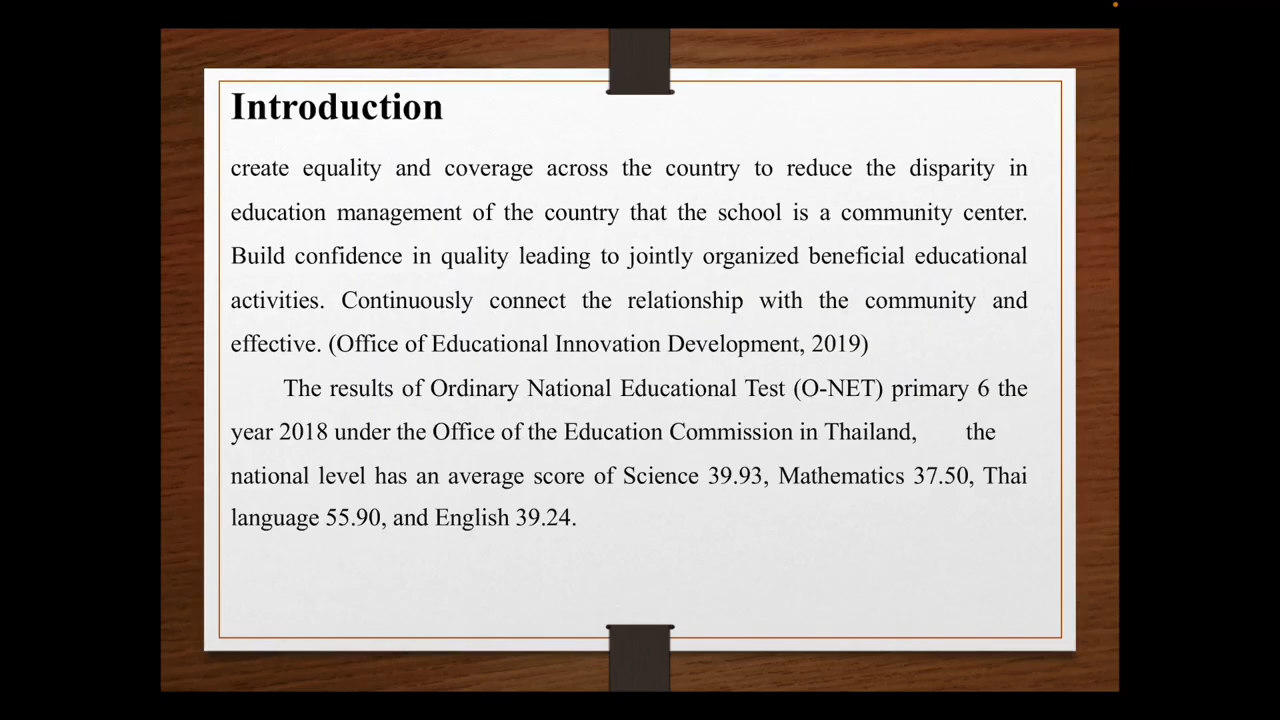 Introduction
create equality and coverage across the country to reduce the disparity in
education management of the country that the school is a community center.
Build confidence in quality leading to jointly organized beneficial educational
activities. Continuously connect the relationship with the community and
effective. (Office of Educational Innovation Development, 2019)
The results of Ordinary National Educational Test (O-NET) primary 6 the
year 2018 under the Office of the Education Commission in Thailand, the
national level has an average score of Science 39.93, Mathematics 37.50, Thai
language 55.90, and English 39.24.